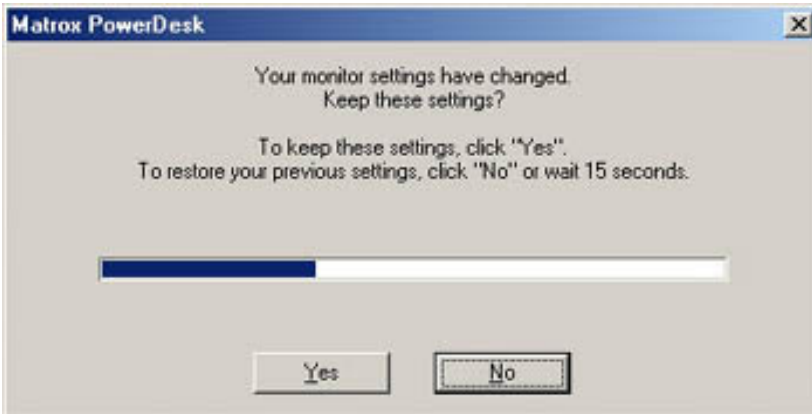 Matrox PowerDesk
Your monitor settings have changed.
Keep these settings?
To keep these settings, click "Yes".
To restore your previous settings, click "No" or wait 15 seconds.
Yes
No